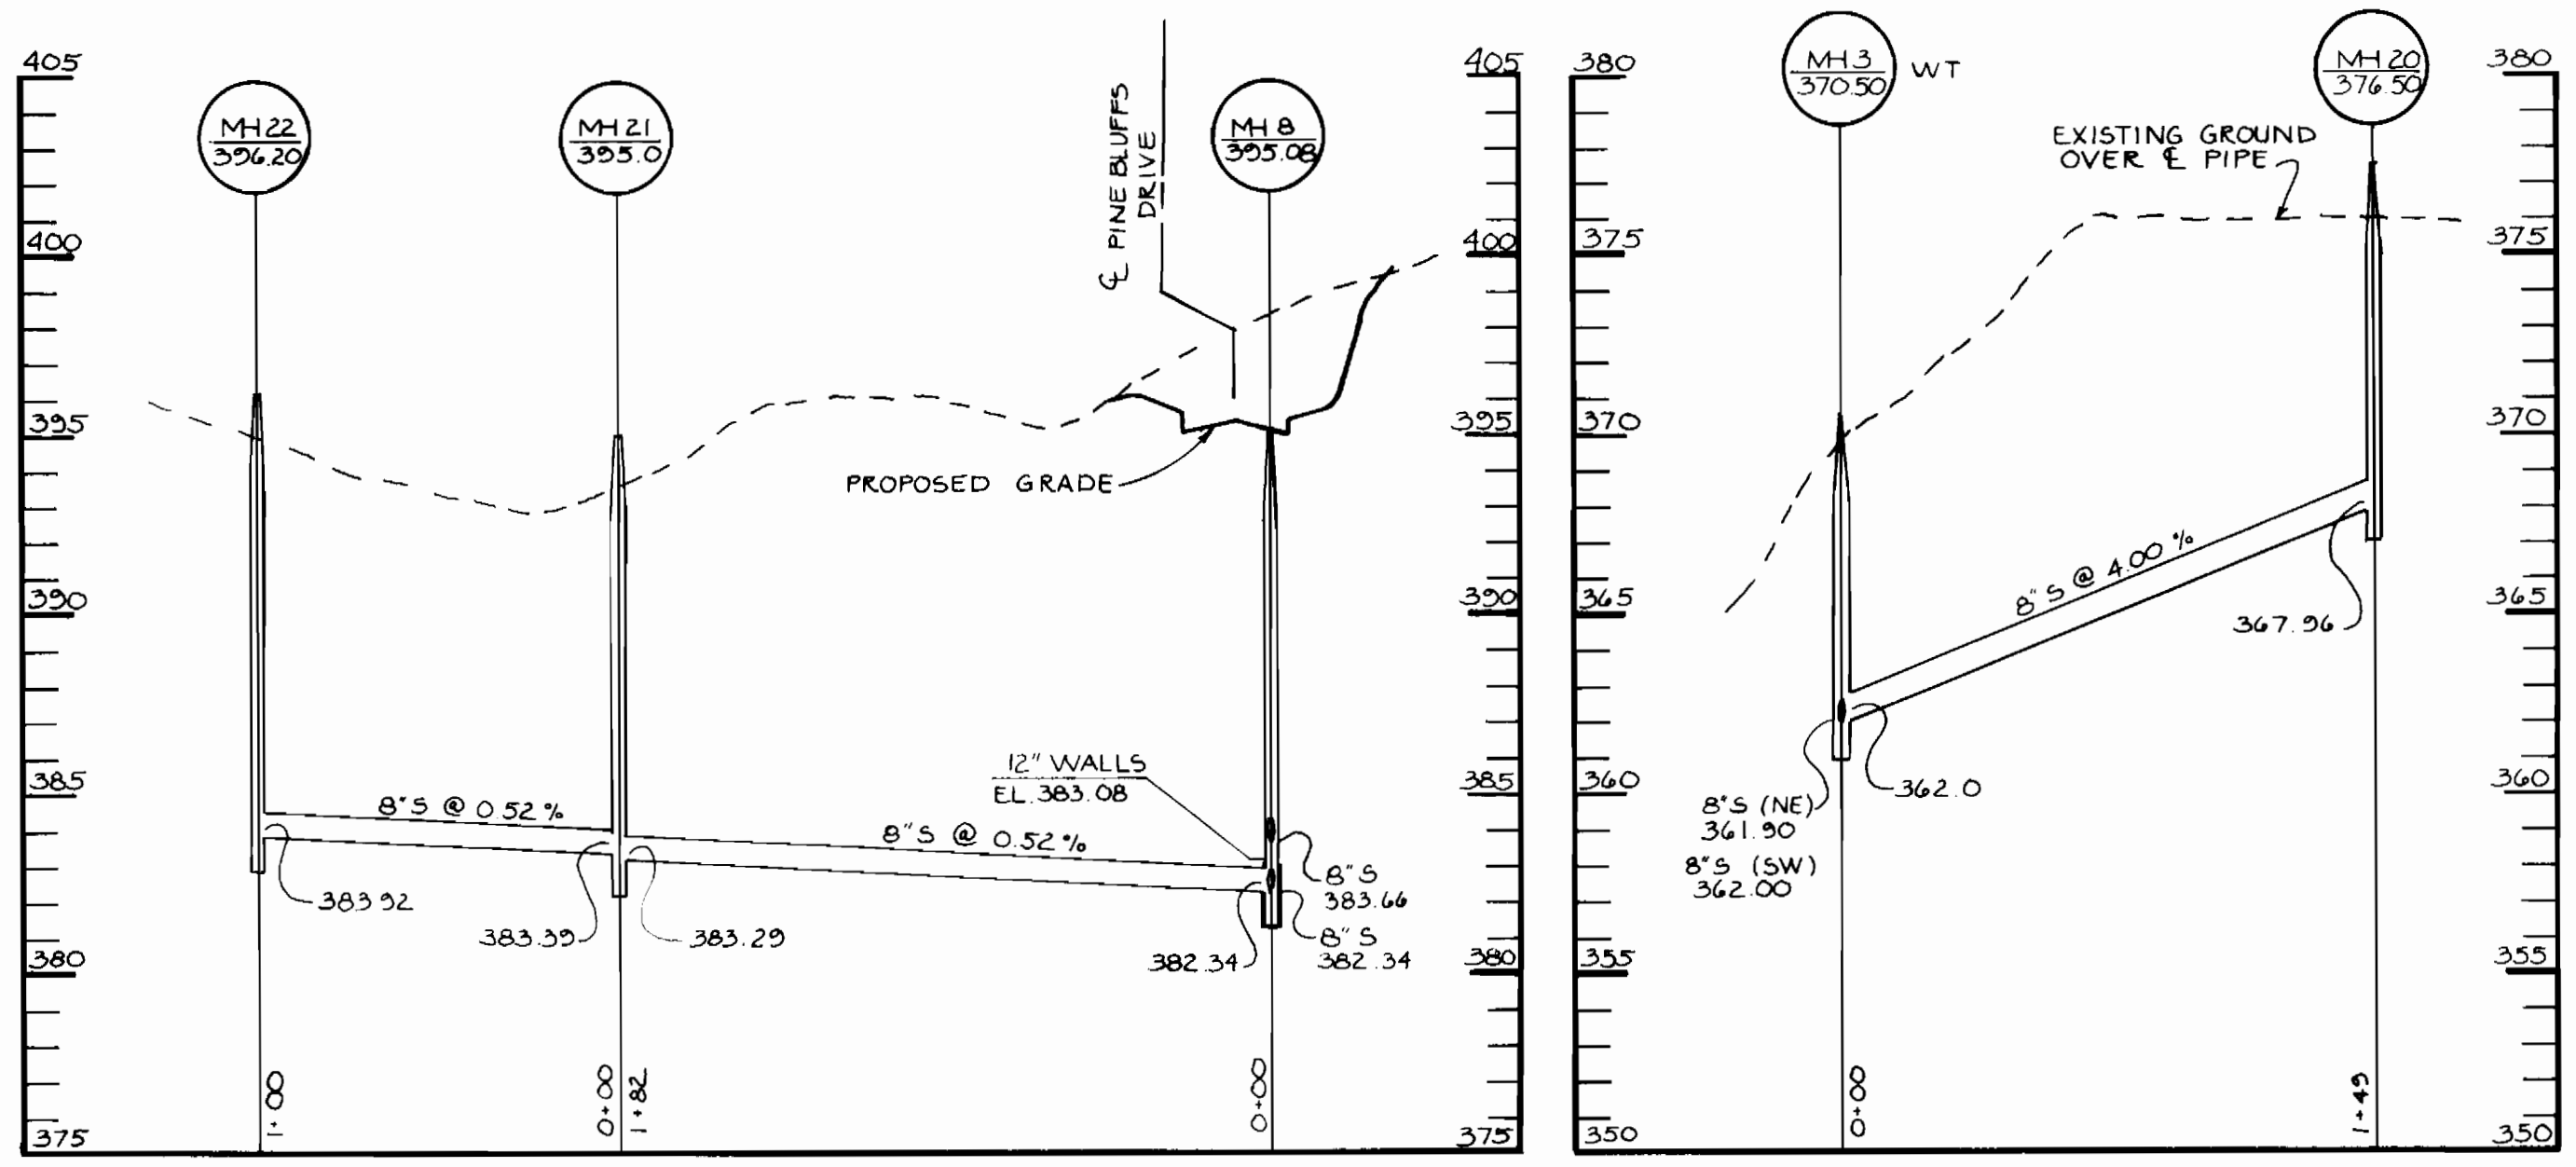 405
400
395
390
385
380
375
MH 22
396.20
MH 21
395.0
MH 8
395.08
℄ PINE BLUFFS
DRIVE
PROPOSED GRADE
8"S @ 0.52 %
8"S @ 0.52 %
12" WALLS
EL. 383.08
383.92
383.39
383.29
382.34
8"S
383.66
8"S
382.34
1+00
0+00
1+82
0+00
405
400
395
390
385
380
375
380
375
370
365
360
355
350
MH 3
370.50
WT
MH 20
376.50
EXISTING GROUND
OVER ℄ PIPE
8"S @ 4.00 %
367.96
362.0
8"S (NE)
361.90
8"S (SW)
362.00
0+00
1+49
380
375
370
365
360
355
350